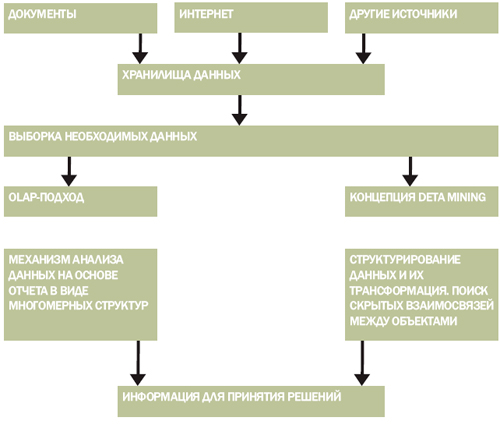 ДОКУМЕНТЫ
ИНТЕРНЕТ
ДРУГИЕ ИСТОЧНИКИ
ХРАНИЛИЩА ДАННЫХ
ВЫБОРКА НЕОБХОДИМЫХ ДАННЫХ
OLAP-ПОДХОД
КОНЦЕПЦИЯ DETA MINING
МЕХАНИЗМ АНАЛИЗА
ДАННЫХ НА ОСНОВЕ
ОТЧЕТА В ВИДЕ
МНОГОМЕРНЫХ СТРУКТУР
СТРУКТУРИРОВАНИЕ
ДАННЫХ И ИХ
ТРАНСФОРМАЦИЯ. ПОИСК
СКРЫТЫХ ВЗАИМОСВЯЗЕЙ
МЕЖДУ ОБЪЕКТАМИ
ИНФОРМАЦИЯ ДЛЯ ПРИНЯТИЯ РЕШЕНИЙ